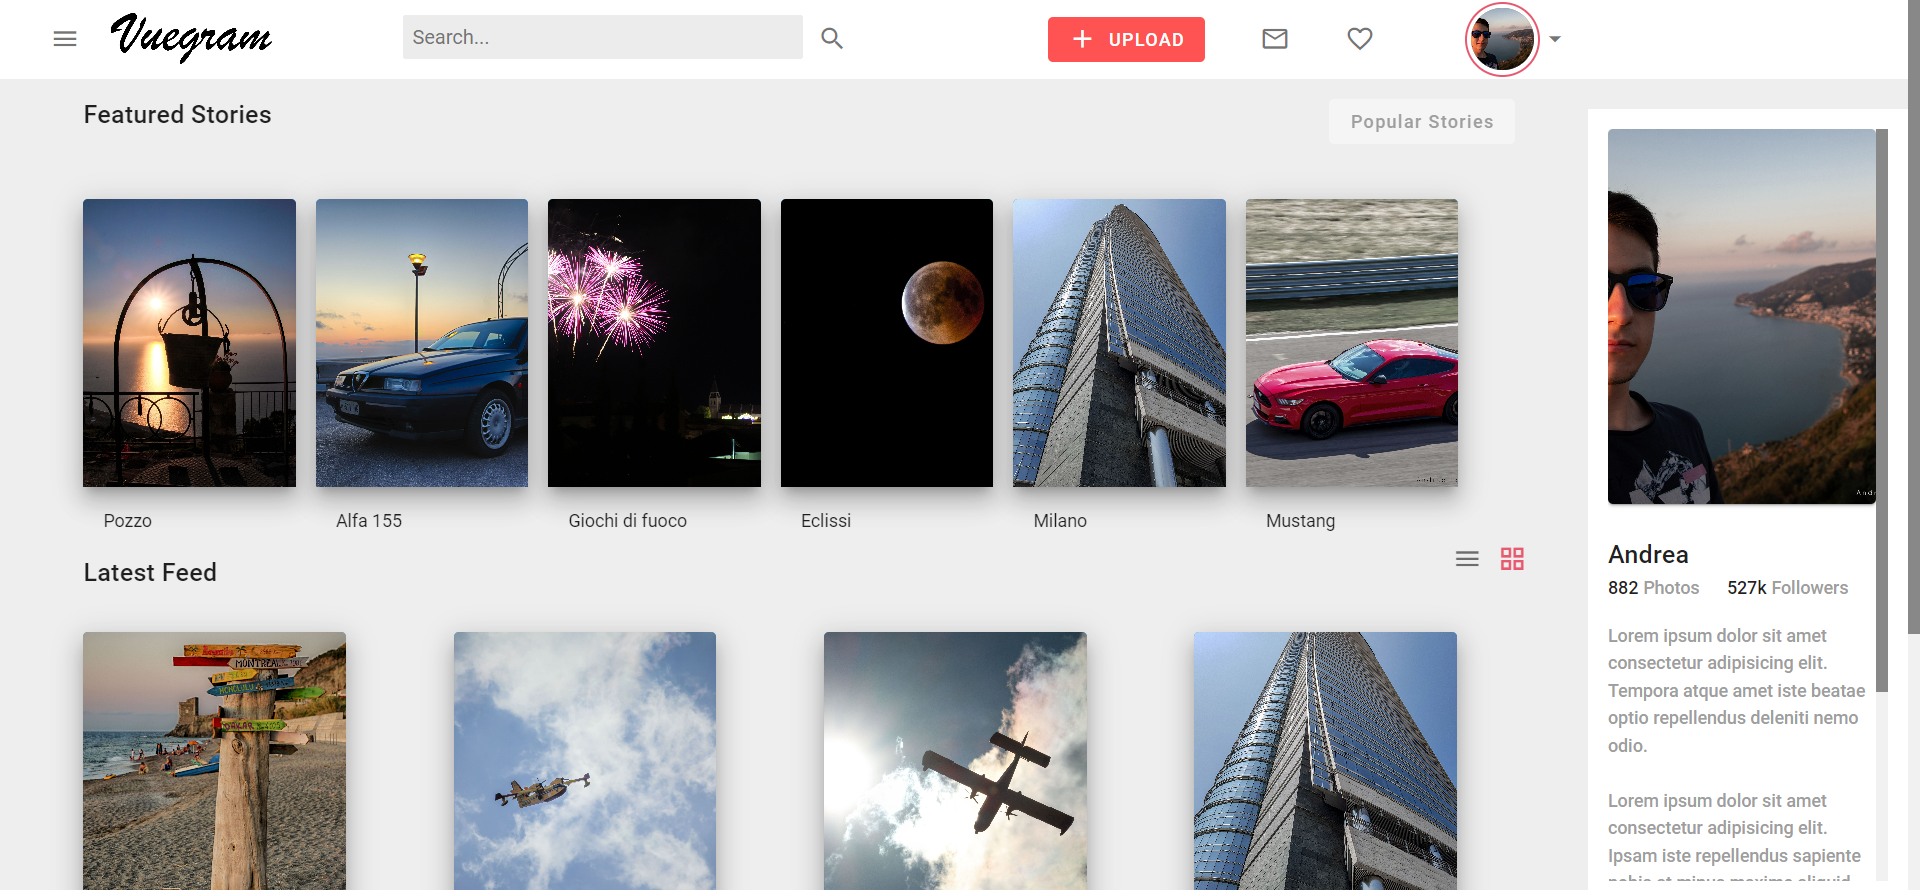 Vuegram
Search...
UPLOAD
Featured Stories
Popular Stories
Pozzo
Alfa 155
Giochi di fuoco
Eclissi
Milano
Mustang
Latest Feed
MONTREAL
HONOLULU
Andrea
882 Photos
527k Followers
Lorem ipsum dolor sit amet
consectetur adipisicing elit.
Tempora atque amet iste beatae
optio repellendus deleniti nemo
odio.
Lorem ipsum dolor sit amet
consectetur adipisicing elit.
Ipsam iste repellendus sapiente